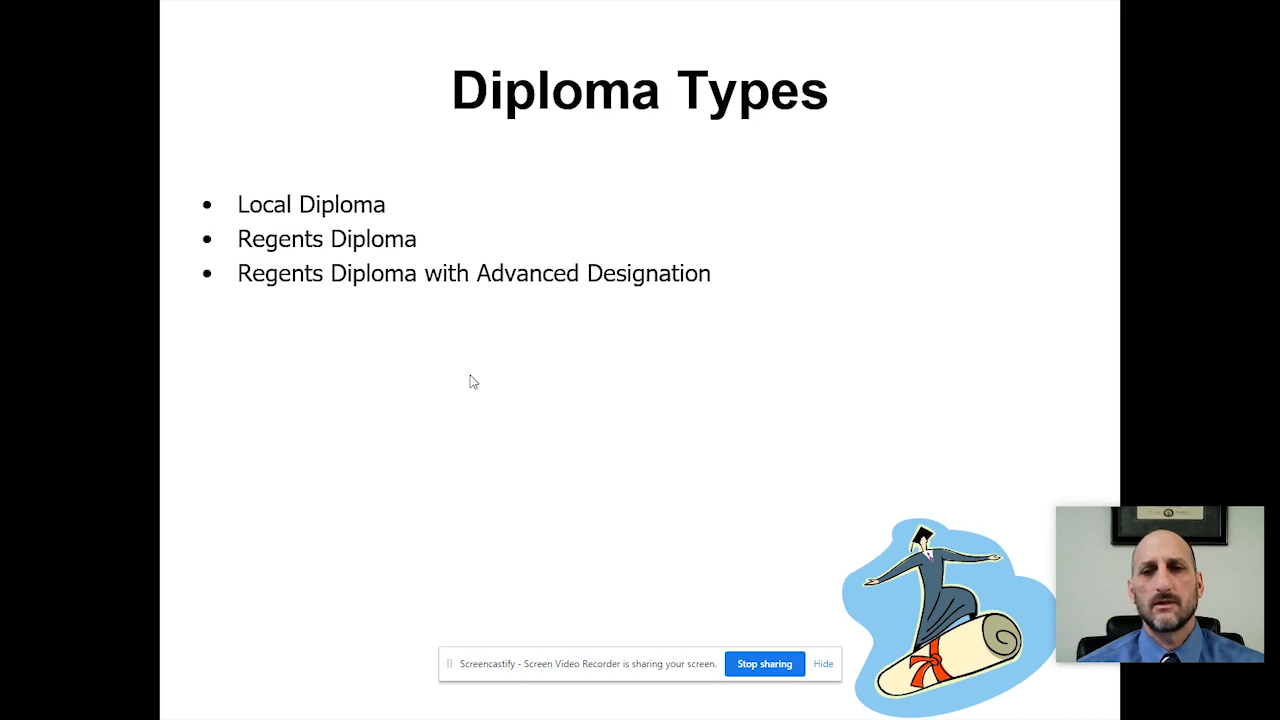 Diploma Types
• Local Diploma
• Regents Diploma
• Regents Diploma with Advanced Designation
Screencastify - Screen Video Recorder is sharing your screen. Stop sharing Hide